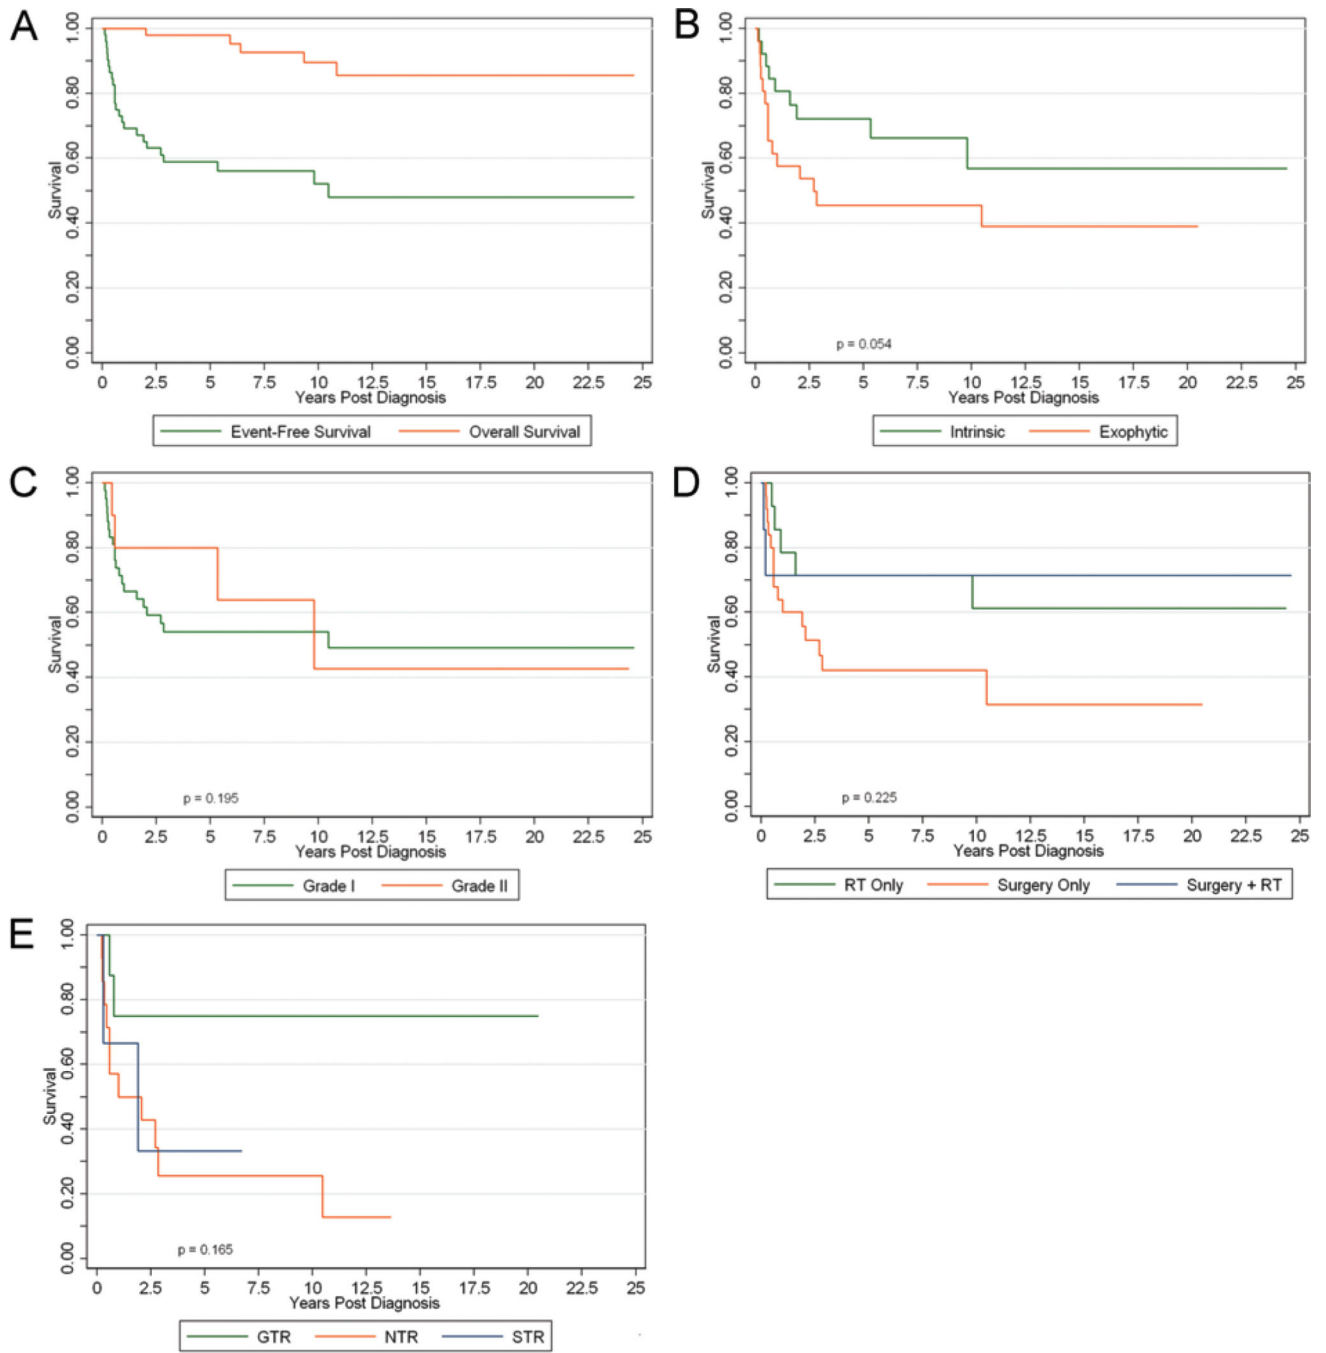 A
1.00
0.80
0.60
0.40
0.20
0.00
Survival
0 2.5 5 7.5 10 12.5 15 17.5 20 22.5 25
Years Post Diagnosis
Event-Free Survival Overall Survival
B
1.00
0.80
0.60
0.40
0.20
0.00
Survival
p = 0.054
0 2.5 5 7.5 10 12.5 15 17.5 20 22.5 25
Years Post Diagnosis
Intrinsic Exophytic
C
1.00
0.80
0.60
0.40
0.20
0.00
Survival
p = 0.195
0 2.5 5 7.5 10 12.5 15 17.5 20 22.5 25
Years Post Diagnosis
Grade I Grade II
D
1.00
0.80
0.60
0.40
0.20
0.00
Survival
p = 0.225
0 2.5 5 7.5 10 12.5 15 17.5 20 22.5 25
Years Post Diagnosis
RT Only Surgery Only Surgery + RT
E
1.00
0.80
0.60
0.40
0.20
0.00
Survival
p = 0.165
0 2.5 5 7.5 10 12.5 15 17.5 20 22.5 25
Years Post Diagnosis
GTR NTR STR